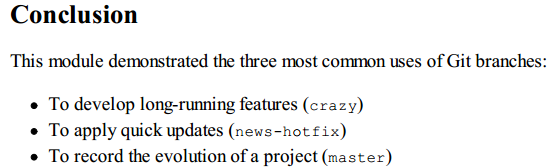 Conclusion
This module demonstrated the three most common uses of Git branches:
• To develop long-running features (crazy)
• To apply quick updates (news-hotfix)
• To record the evolution of a project (master)